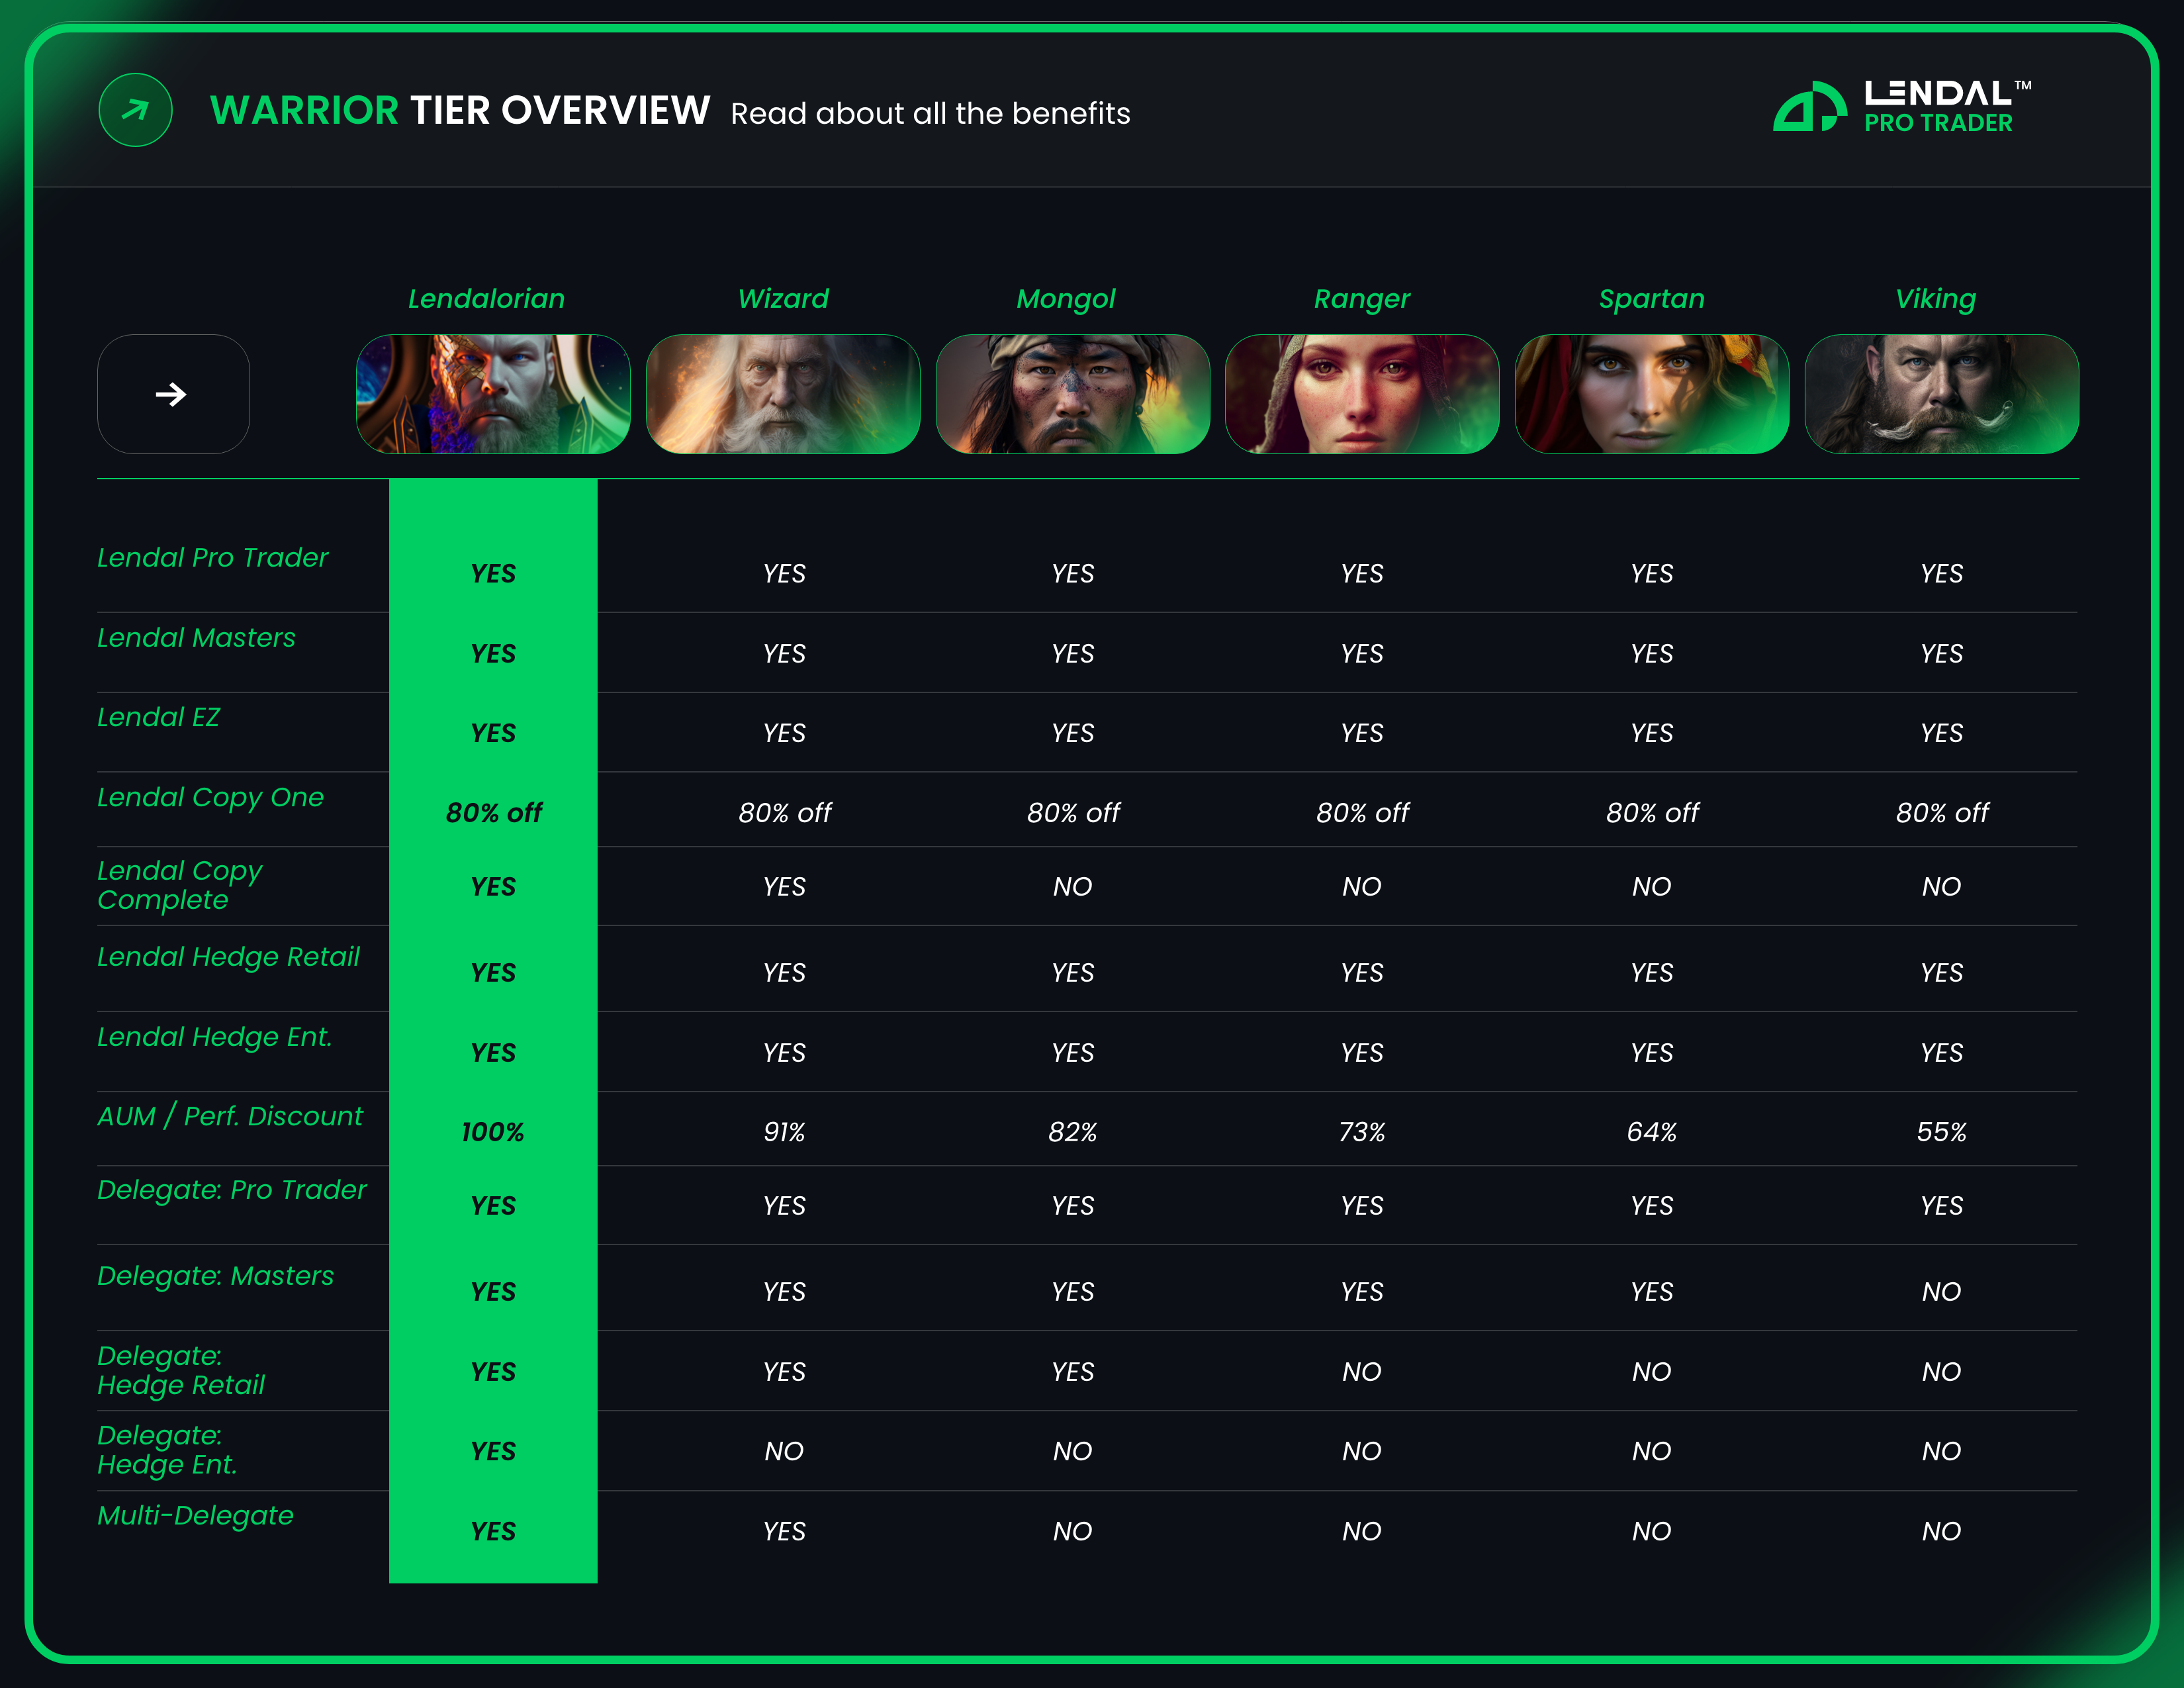 WARRIOR TIER OVERVIEW Read about all the benefits
LENDAL™
PRO TRADER
Lendalorian Wizard Mongol Ranger Spartan Viking
Lendal Pro Trader YES YES YES YES YES YES
Lendal Masters YES YES YES YES YES YES
Lendal EZ YES YES YES YES YES YES
Lendal Copy One 80% off 80% off 80% off 80% off 80% off 80% off
Lendal Copy
Complete YES YES NO NO NO NO
Lendal Hedge Retail YES YES YES YES YES YES
Lendal Hedge Ent. YES YES YES YES YES YES
AUM / Perf. Discount 100% 91% 82% 73% 64% 55%
Delegate: Pro Trader YES YES YES YES YES YES
Delegate: Masters YES YES YES YES YES NO
Delegate:
Hedge Retail YES YES YES NO NO NO
Delegate:
Hedge Ent. YES NO NO NO NO NO
Multi-Delegate YES YES NO NO NO NO